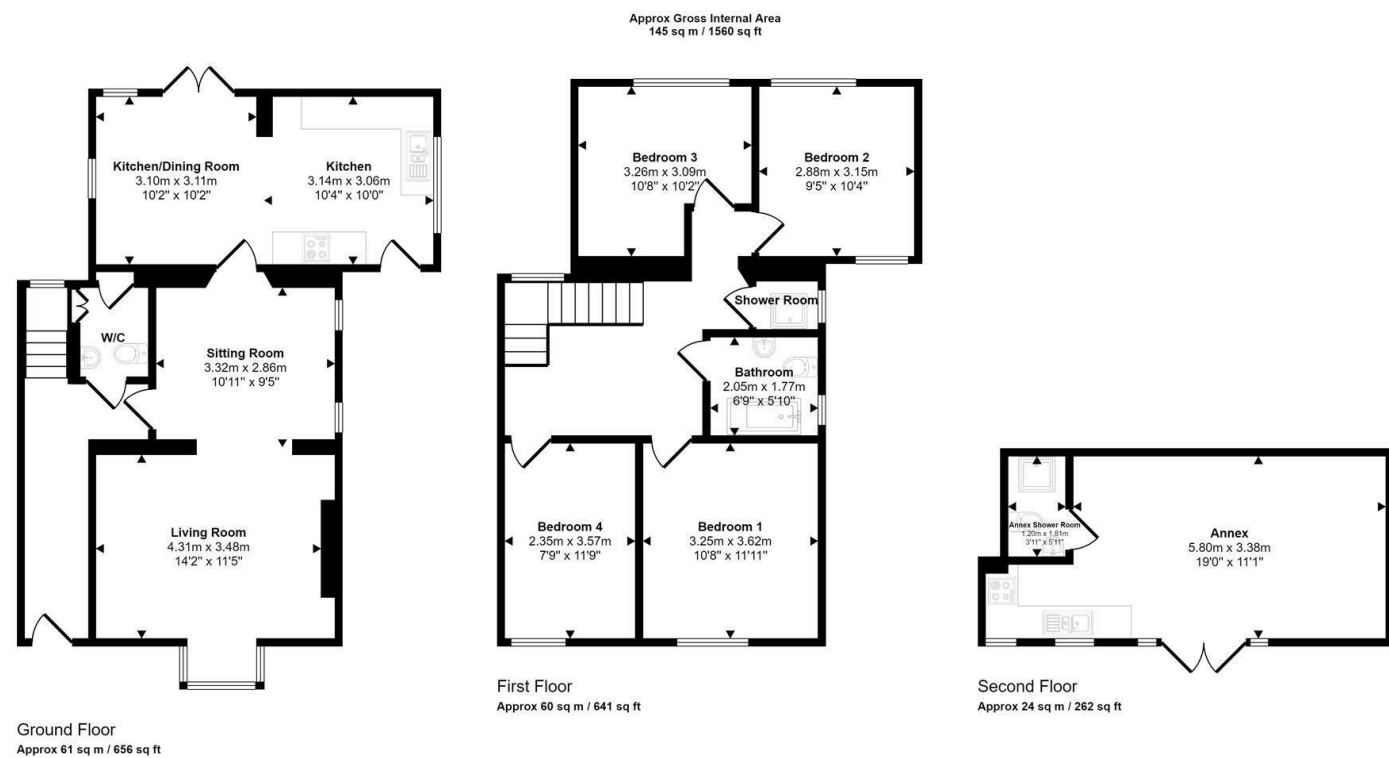 Approx Gross Internal Area
145 sq m / 1560 sq ft
Kitchen/Dining Room
3.10m x 3.11m
10'2" x 10'2"
Kitchen
3.14m x 3.06m
10'4" x 10'0"
W/C
Sitting Room
3.32m x 2.86m
10'11" x 9'5"
Living Room
4.31m x 3.48m
14'2" x 11'5"
Ground Floor
Approx 61 sq m / 656 sq ft
Bedroom 3
3.26m x 3.09m
10'8" x 10'2"
Bedroom 2
2.88m x 3.15m
9'5" x 10'4"
Shower Room
Bathroom
2.05m x 1.77m
6'9" x 5'10"
Bedroom 4
2.35m x 3.57m
7'9" x 11'9"
Bedroom 1
3.25m x 3.62m
10'8" x 11'11"
First Floor
Approx 60 sq m / 641 sq ft
Annex Shower Room
1.20m x 1.81m
3'11" x 5'11"
Annex
5.80m x 3.38m
19'0" x 11'1"
Second Floor
Approx 24 sq m / 262 sq ft